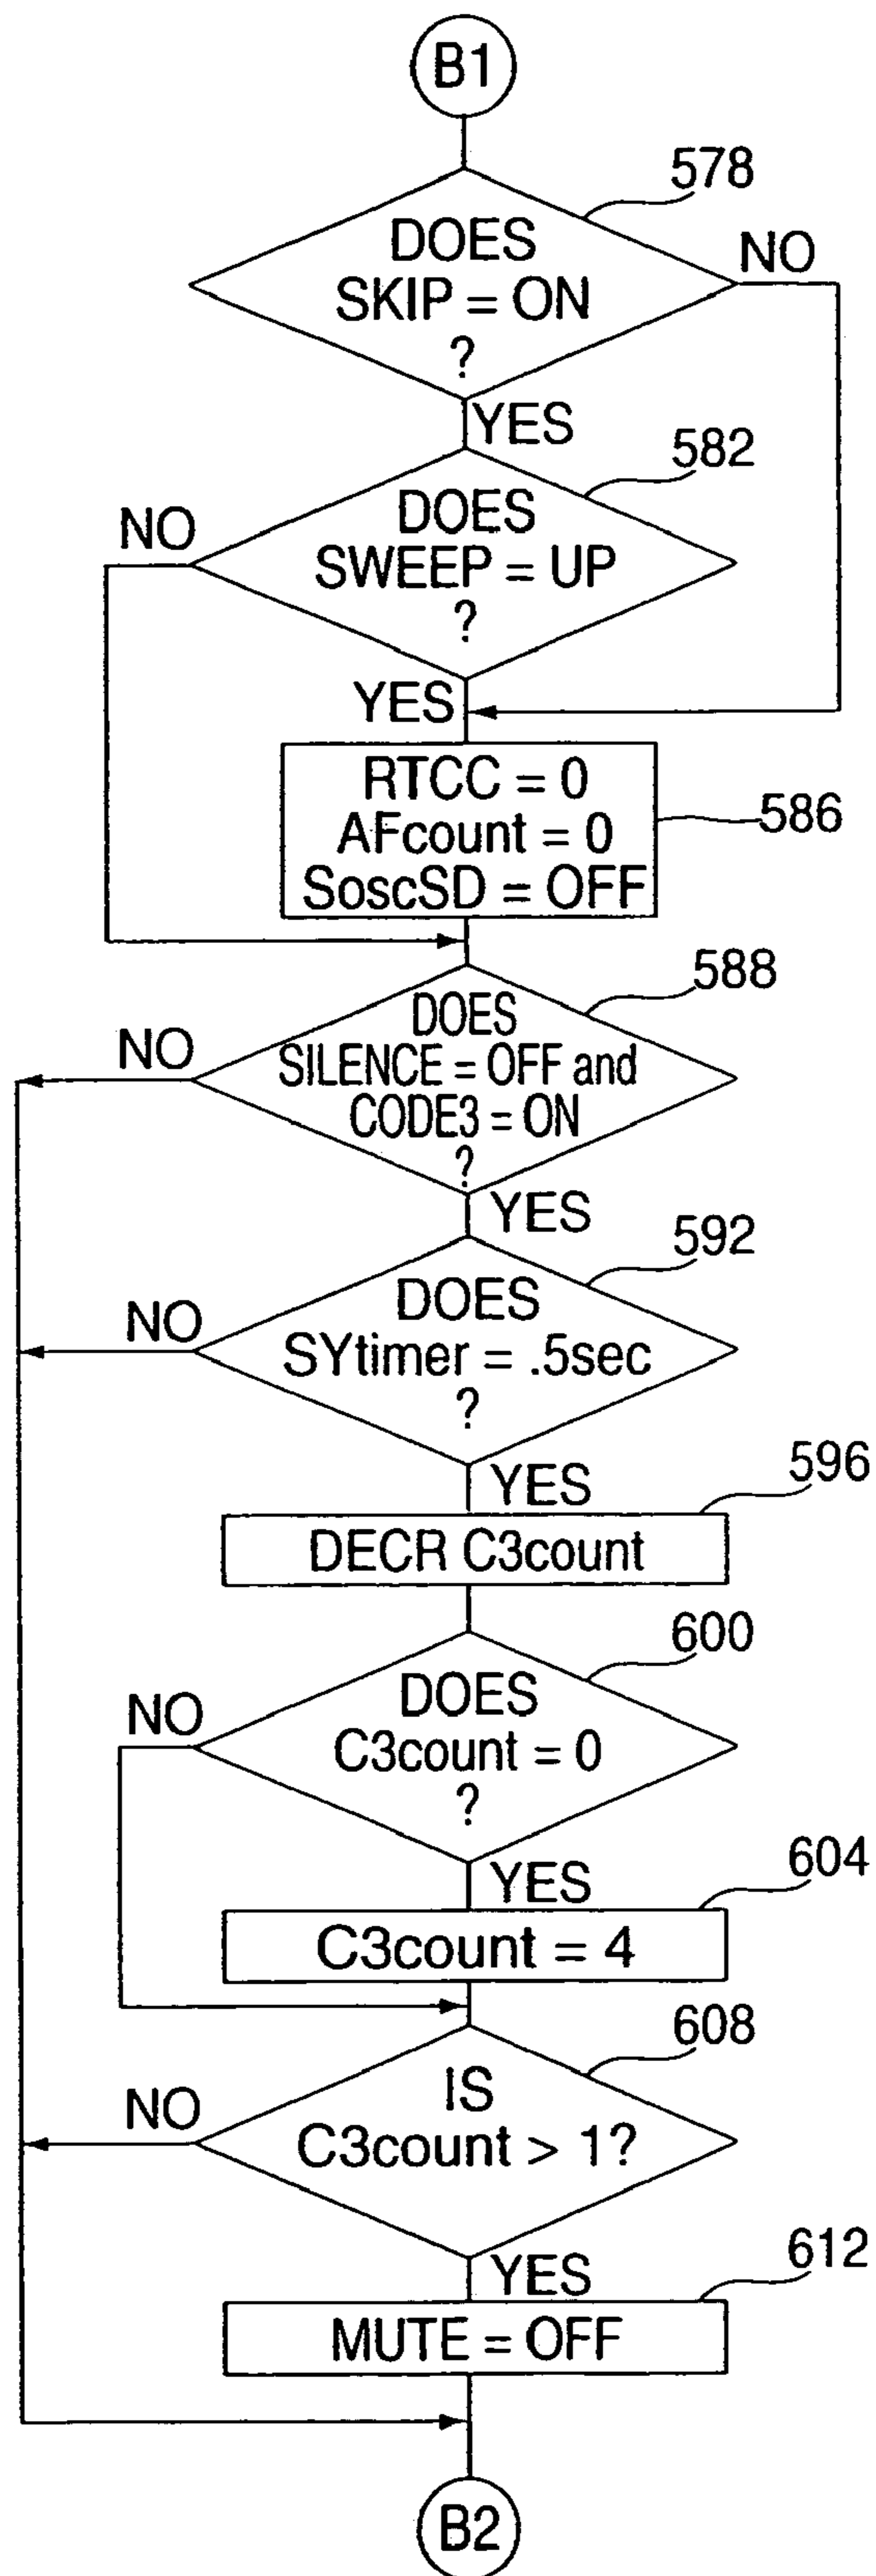 B1
578
DOES
SKIP = ON
?
NO
YES
582
DOES
SWEEP = UP
?
NO
YES
RTCC = 0
AFcount = 0
SoscSD = OFF
586
588
DOES
SILENCE = OFF and
CODE3 = ON
?
NO
YES
592
DOES
SYtimer = .5sec
?
NO
YES
596
DECR C3count
600
DOES
C3count = 0
?
NO
YES
604
C3count = 4
608
IS
C3count > 1?
NO
YES
612
MUTE = OFF
B2